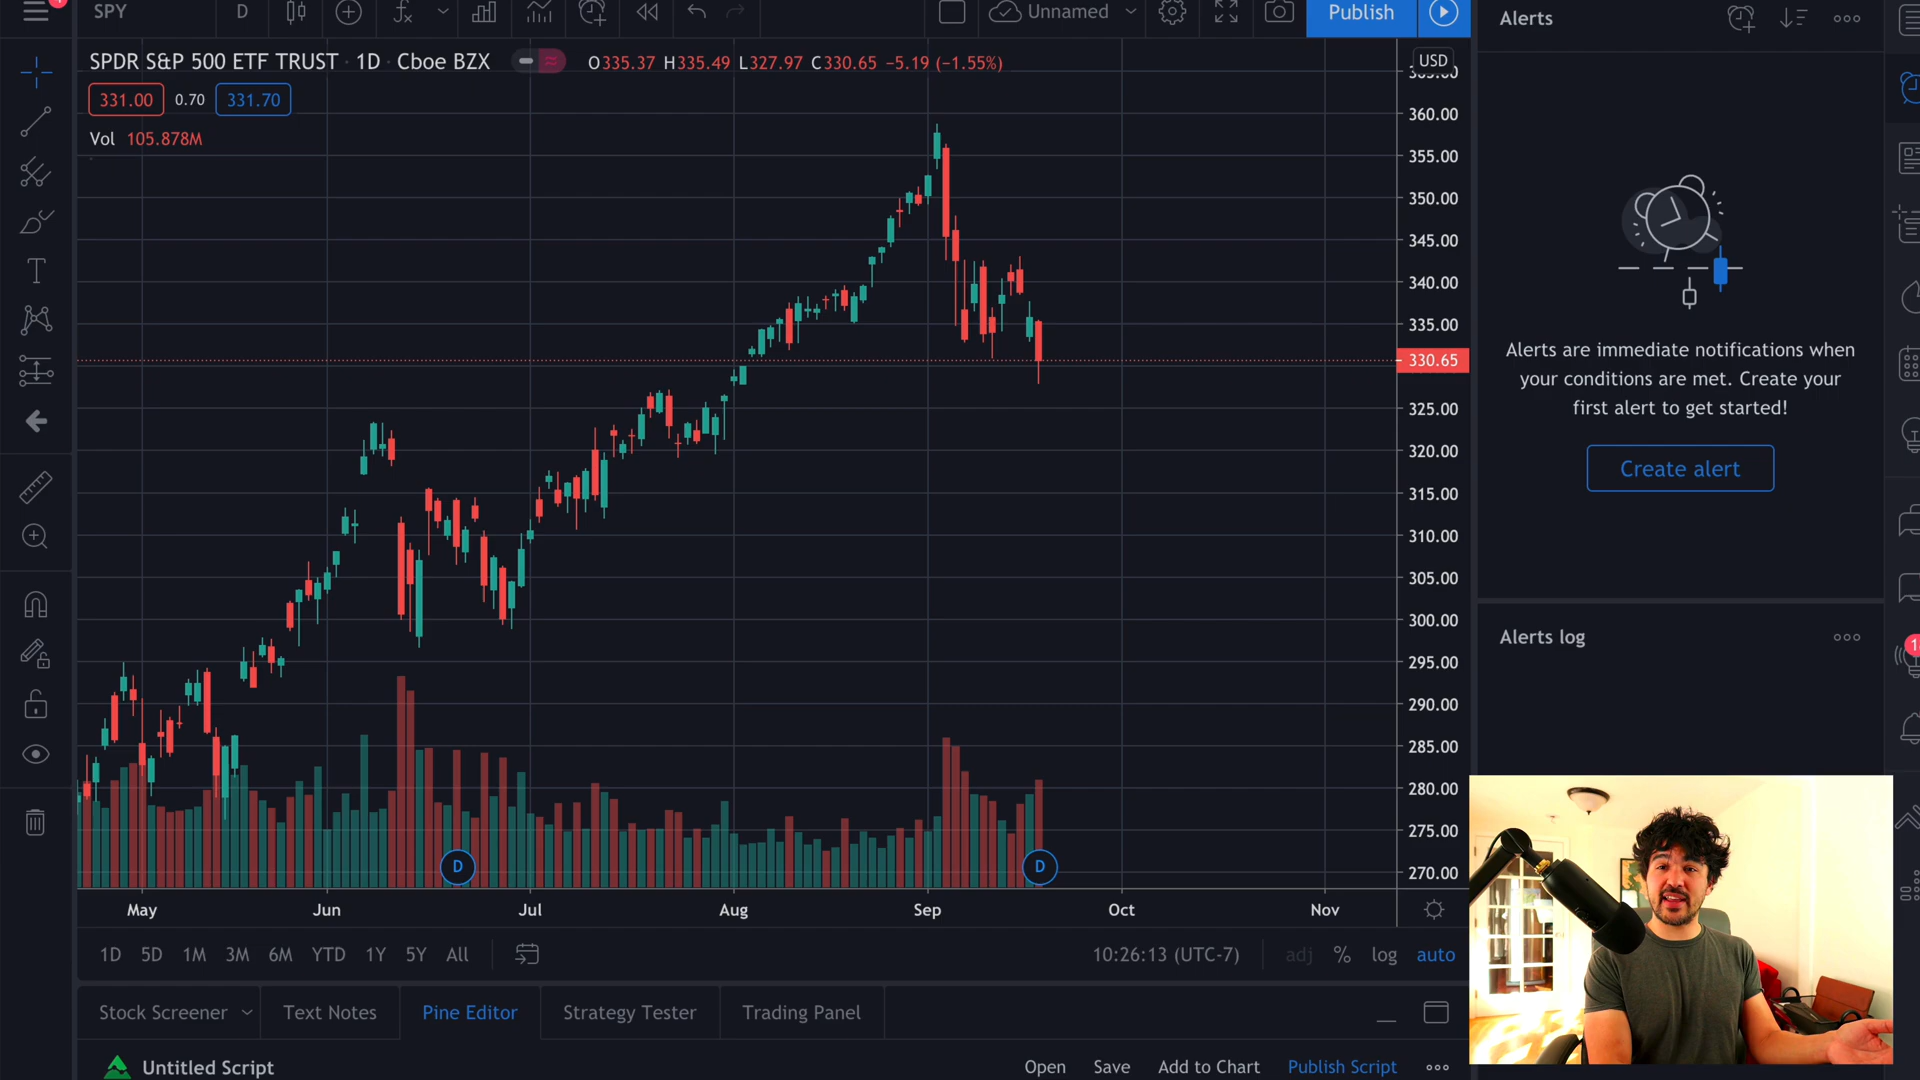 SPY
D
Unnamed
Publish
Alerts
SPDR S&P 500 ETF TRUST · 1D · Cboe BZX
O335.37 H335.49 L327.97 C330.65 −5.19 (−1.55%)
USD
331.00 0.70 331.70
Vol 105.878M
360.00
355.00
350.00
345.00
340.00
335.00
330.65
325.00
320.00
315.00
310.00
305.00
300.00
295.00
290.00
285.00
280.00
275.00
270.00
Alerts are immediate notifications when
your conditions are met. Create your
first alert to get started!
Create alert
Alerts log
D D
May Jun Jul Aug Sep Oct Nov
1D 5D 1M 3M 6M YTD 1Y 5Y All
10:26:13 (UTC-7) adj % log auto
Stock Screener Text Notes Pine Editor Strategy Tester Trading Panel
Untitled Script Open Save Add to Chart Publish Script